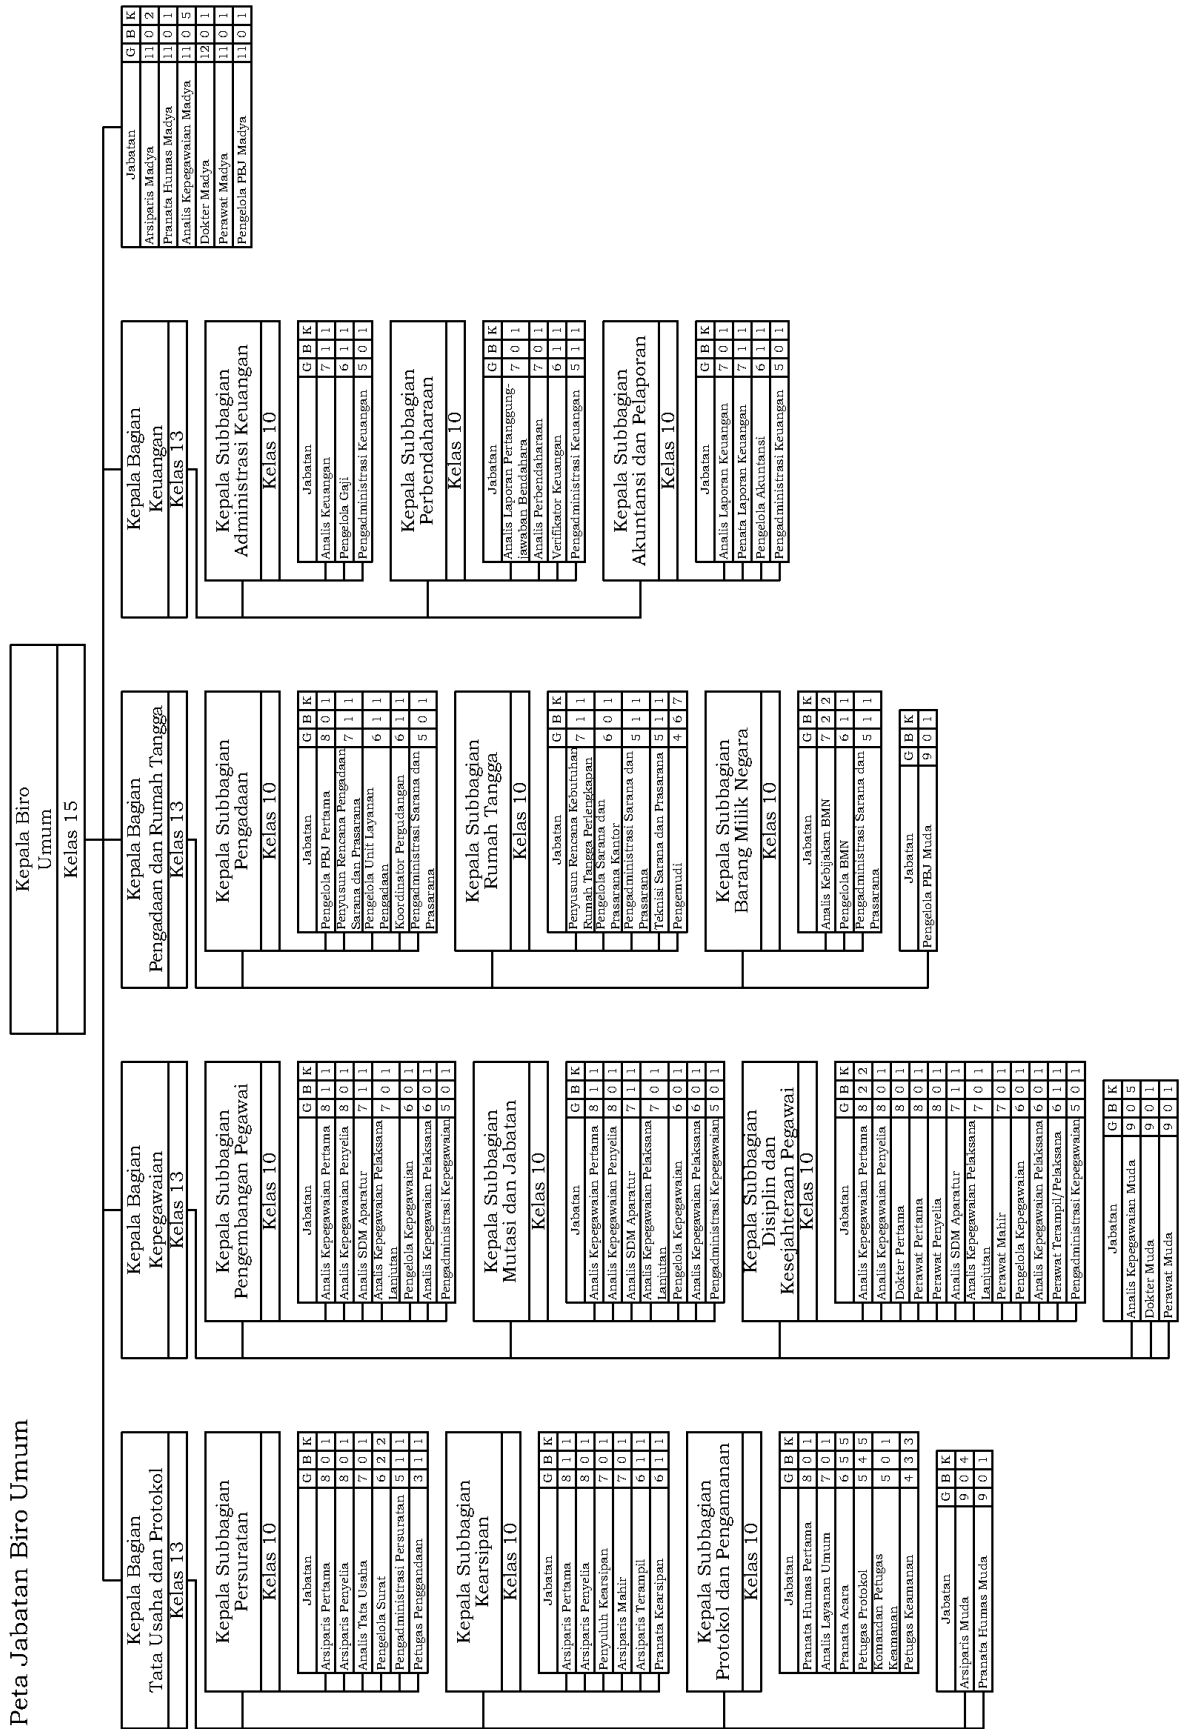 Peta Jabatan Biro Umum
Kepala Biro
Umum
Kelas 15
Kepala Bagian
Tata Usaha dan Protokol
Kelas 13
Kepala Subbagian
Persuratan
Kelas 10
Jabatan G B K
Arsiparis Pertama 8 0 1
Arsiparis Penyelia 8 0 1
Analis Tata Usaha 7 0 1
Pengelola Surat 6 2 2
Pengadministrasi Persuratan 5 1 1
Petugas Penggandaan 3 1 1
Kepala Subbagian
Kearsipan
Kelas 10
Jabatan G B K
Arsiparis Pertama 8 1 1
Arsiparis Penyelia 8 0 1
Penyuluh Kearsipan 7 0 1
Arsiparis Mahir 7 0 1
Arsiparis Terampil 6 1 1
Pranata Kearsipan 6 1 1
Kepala Subbagian
Protokol dan Pengamanan
Kelas 10
Jabatan G B K
Pranata Humas Pertama 8 0 1
Analis Layanan Umum 7 0 1
Pranata Acara 6 5 5
Petugas Protokol 5 4 5
Komandan Petugas
Keamanan 5 0 1
Petugas Keamanan 4 3 3
Jabatan G B K
Arsiparis Muda 9 0 4
Pranata Humas Muda 9 0 1
Kepala Bagian
Kepegawaian
Kelas 13
Kepala Subbagian
Pengembangan Pegawai
Kelas 10
Jabatan G B K
Analis Kepegawaian Pertama 8 1 1
Analis Kepegawaian Penyelia 8 0 1
Analis SDM Aparatur 7 1 1
Analis Kepegawaian Pelaksana
Lanjutan 7 0 1
Pengelola Kepegawaian 6 0 1
Analis Kepegawaian Pelaksana 6 0 1
Pengadministrasi Kepegawaian 5 0 1
Kepala Subbagian
Mutasi dan Jabatan
Kelas 10
Jabatan G B K
Analis Kepegawaian Pertama 8 1 1
Analis Kepegawaian Penyelia 8 0 1
Analis SDM Aparatur 7 1 1
Analis Kepegawaian Pelaksana
Lanjutan 7 0 1
Pengelola Kepegawaian 6 0 1
Analis Kepegawaian Pelaksana 6 0 1
Pengadministrasi Kepegawaian 5 0 1
Kepala Subbagian
Disiplin dan
Kesejahteraan Pegawai
Kelas 10
Jabatan G B K
Analis Kepegawaian Pertama 8 2 2
Analis Kepegawaian Penyelia 8 0 1
Dokter Pertama 8 0 1
Perawat Pertama 8 0 1
Perawat Penyelia 8 0 1
Analis SDM Aparatur 7 1 1
Analis Kepegawaian Pelaksana
Lanjutan 7 0 1
Perawat Mahir 7 0 1
Pengelola Kepegawaian 6 0 1
Analis Kepegawaian Pelaksana 6 0 1
Perawat Terampil/Pelaksana 6 1 1
Pengadministrasi Kepegawaian 5 0 1
Jabatan G B K
Analis Kepegawaian Muda 9 0 5
Dokter Muda 9 0 1
Perawat Muda 9 0 1
Kepala Bagian
Pengadaan dan Rumah Tangga
Kelas 13
Kepala Subbagian
Pengadaan
Kelas 10
Jabatan G B K
Pengelola PBJ Pertama 8 0 1
Penyusun Rencana Pengadaan
Sarana dan Prasarana 7 1 1
Pengelola Unit Layanan
Pengadaan 6 1 1
Koordinator Pergudangan 6 1 1
Pengadministrasi Sarana dan
Prasarana 5 0 1
Kepala Subbagian
Rumah Tangga
Kelas 10
Jabatan G B K
Penyusun Rencana Kebutuhan
Rumah Tangga Perlengkapan 7 1 1
Pengelola Sarana dan
Prasarana Kantor 6 0 1
Pengadministrasi Sarana dan
Prasarana 5 1 1
Teknisi Sarana dan Prasarana 5 1 1
Pengemudi 4 6 7
Kepala Subbagian
Barang Milik Negara
Kelas 10
Jabatan G B K
Analis Kebijakan BMN 7 2 2
Pengelola BMN 6 1 1
Pengadministrasi Sarana dan
Prasarana 5 1 1
Jabatan G B K
Pengelola PBJ Muda 9 0 1
Kepala Bagian
Keuangan
Kelas 13
Kepala Subbagian
Administrasi Keuangan
Kelas 10
Jabatan G B K
Analis Keuangan 7 1 1
Pengelola Gaji 6 1 1
Pengadministrasi Keuangan 5 0 1
Kepala Subbagian
Perbendaharaan
Kelas 10
Jabatan G B K
Analis Laporan Pertanggung-
jawaban Bendahara 7 0 1
Analis Perbendaharaan 7 0 1
Verifikator Keuangan 6 1 1
Pengadministrasi Keuangan 5 1 1
Kepala Subbagian
Akuntansi dan Pelaporan
Kelas 10
Jabatan G B K
Analis Laporan Keuangan 7 0 1
Penata Laporan Keuangan 7 1 1
Pengelola Akuntansi 6 1 1
Pengadministrasi Keuangan 5 0 1
Jabatan G B K
Arsiparis Madya 11 0 2
Pranata Humas Madya 11 0 1
Analis Kepegawaian Madya 11 0 5
Dokter Madya 12 0 1
Perawat Madya 11 0 1
Pengelola PBJ Madya 11 0 1